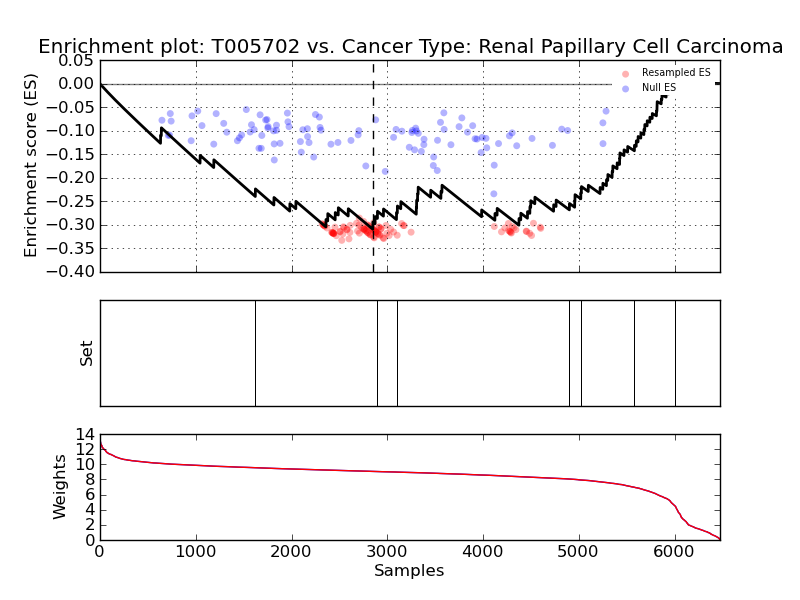 Enrichment plot: T005702 vs. Cancer Type: Renal Papillary Cell Carcinoma
Enrichment score (ES)
0.05
0.00
−0.05
−0.10
−0.15
−0.20
−0.25
−0.30
−0.35
−0.40
Resampled ES
Null ES
Set
Weights
14
12
10
8
6
4
2
0
0 1000 2000 3000 4000 5000 6000
Samples